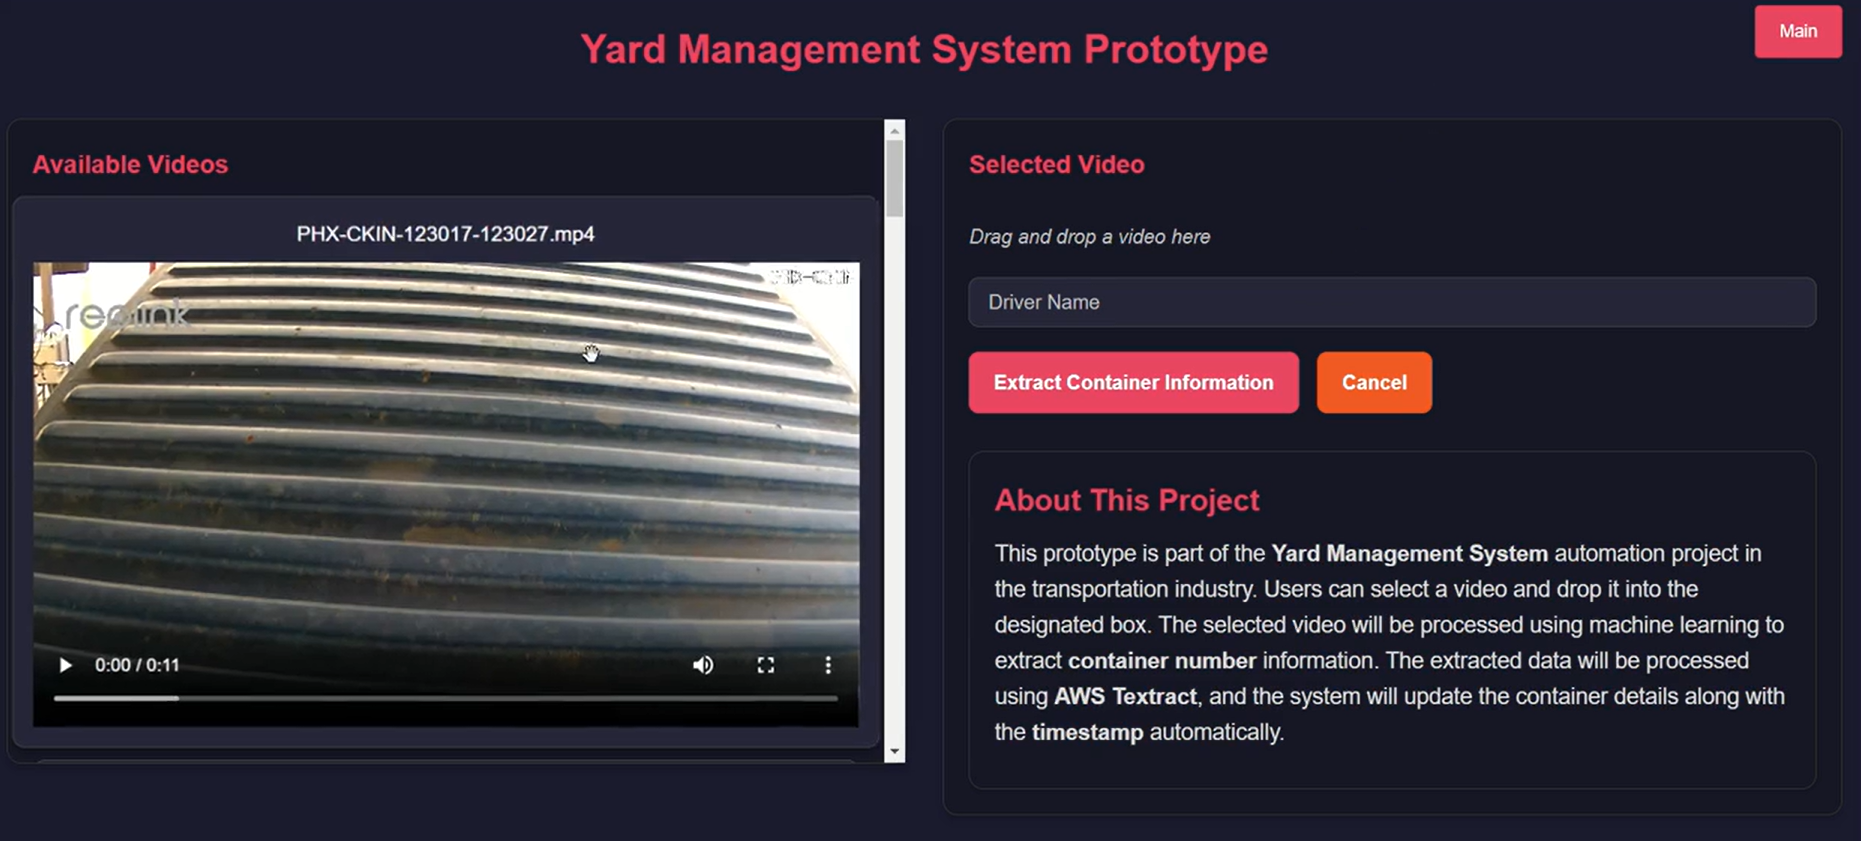 Yard Management System Prototype
Main
Available Videos
PHX-CKIN-123017-123027.mp4
reolink
0:00 / 0:11
Selected Video
Drag and drop a video here
Driver Name
Extract Container Information
Cancel
About This Project
This prototype is part of the Yard Management System automation project in
the transportation industry. Users can select a video and drop it into the
designated box. The selected video will be processed using machine learning to
extract container number information. The extracted data will be processed
using AWS Textract, and the system will update the container details along with
the timestamp automatically.